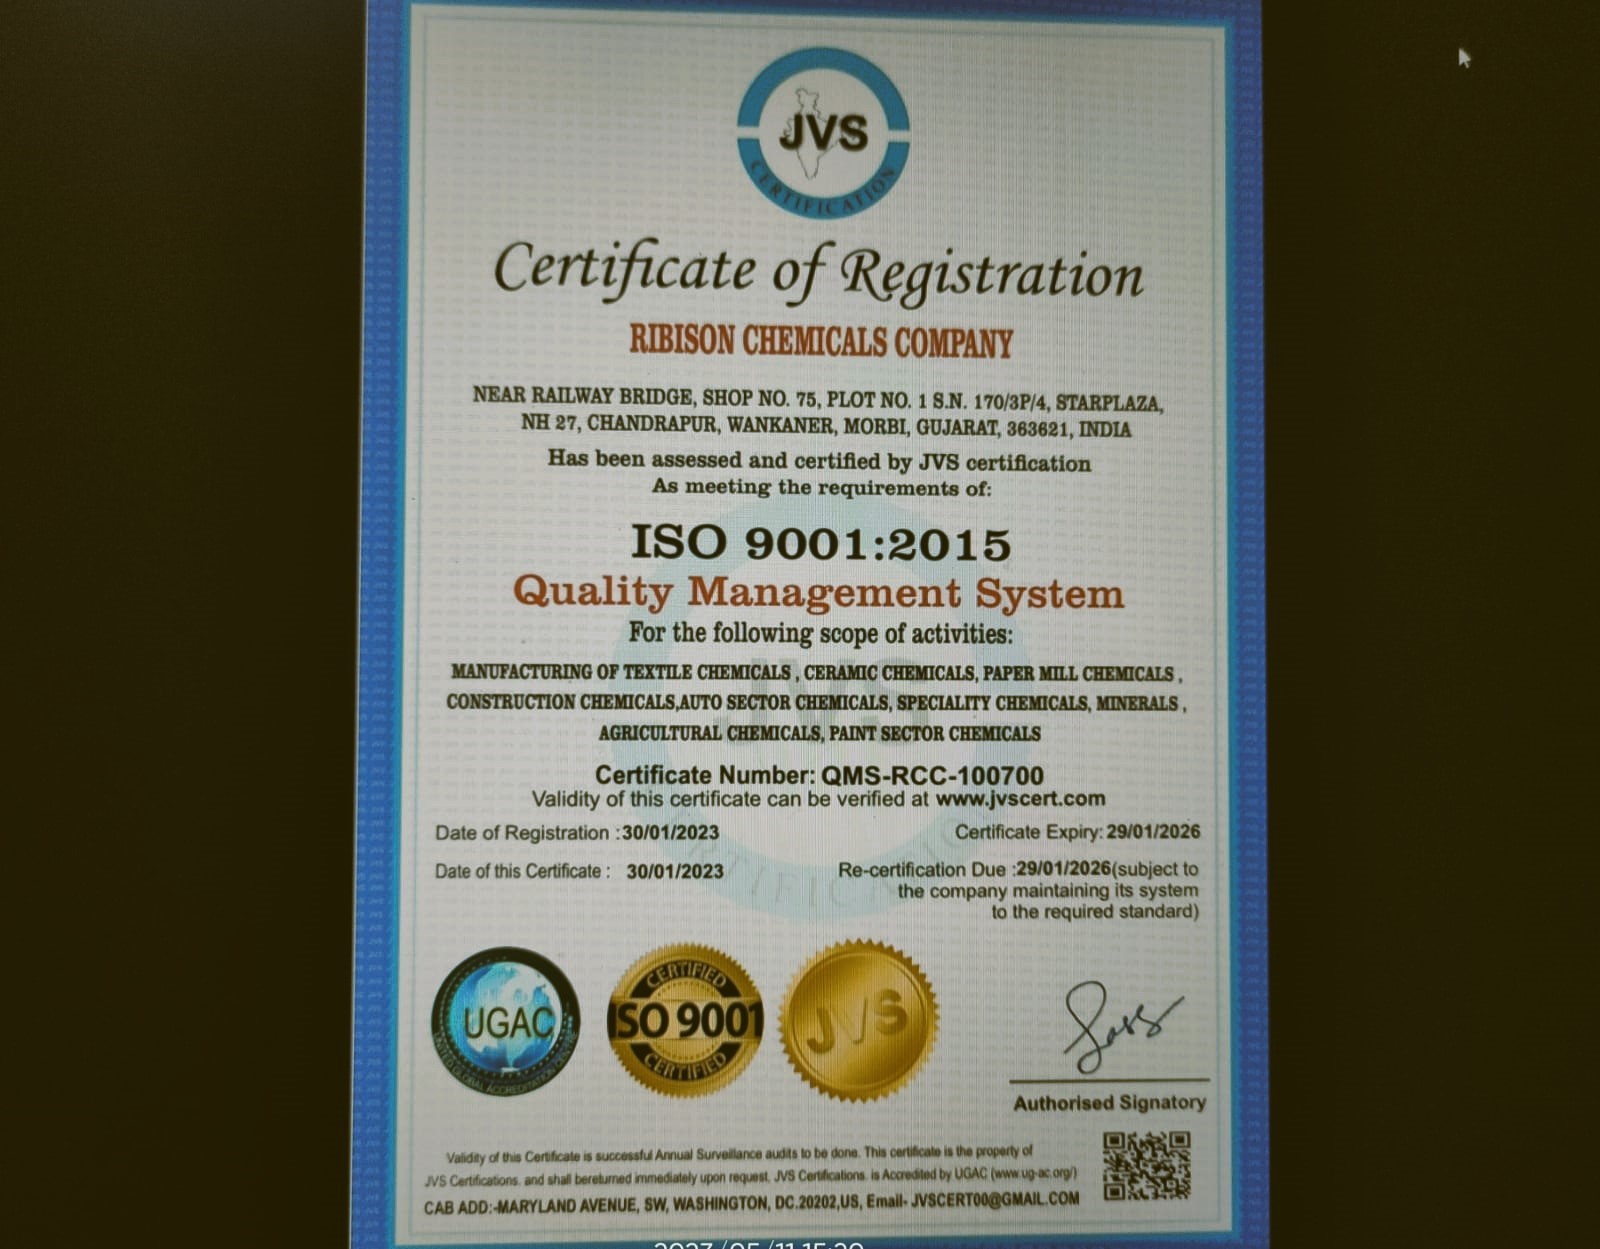 JVS
CERTIFICATION
Certificate of Registration
RIBISON CHEMICALS COMPANY
NEAR RAILWAY BRIDGE, SHOP NO. 75, PLOT NO. 1 S.N. 170/3P/4, STARPLAZA,
NH 27, CHANDRAPUR, WANKANER, MORBI, GUJARAT, 363621, INDIA
Has been assessed and certified by JVS certification
As meeting the requirements of:
ISO 9001:2015
Quality Management System
For the following scope of activities:
MANUFACTURING OF TEXTILE CHEMICALS , CERAMIC CHEMICALS, PAPER MILL CHEMICALS ,
CONSTRUCTION CHEMICALS,AUTO SECTOR CHEMICALS, SPECIALITY CHEMICALS, MINERALS ,
AGRICULTURAL CHEMICALS, PAINT SECTOR CHEMICALS
Certificate Number: QMS-RCC-100700
Validity of this certificate can be verified at www.jvscert.com
Date of Registration :30/01/2023
Certificate Expiry: 29/01/2026
Date of this Certificate : 30/01/2023
Re-certification Due :29/01/2026(subject to
the company maintaining its system
to the required standard)
UGAC
GLOBAL ACCREDITATION
CERTIFIED
ISO 9001
CERTIFIED
JVS
Authorised Signatory
Validity of this Certificate is successful Annual Surveillance audits to be done. This certificate is the property of
JVS Certifications. and shall bereturned immediately upon request. JVS Certifications. is Accredited by UGAC (www.ug-ac.org/)
CAB ADD:-MARYLAND AVENUE, SW, WASHINGTON, DC.20202,US, Email- JVSCERT00@GMAIL.COM